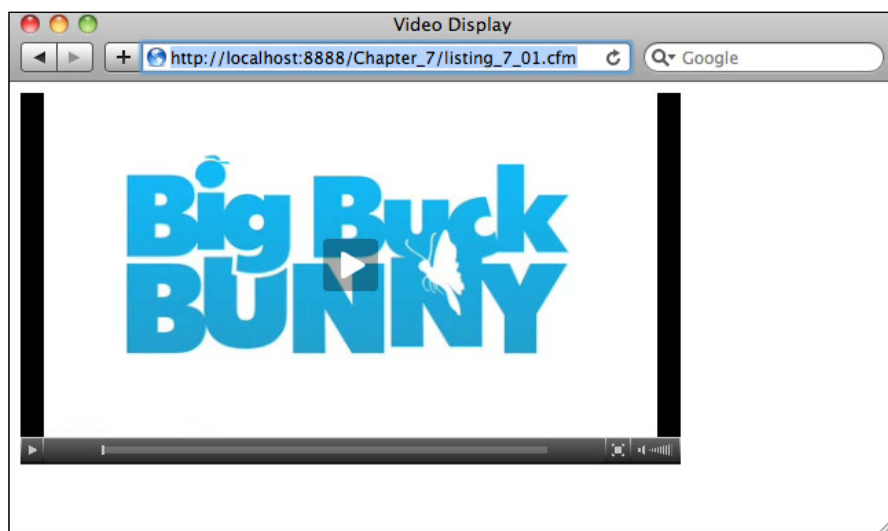 Video Display
http://localhost:8888/Chapter_7/listing_7_01.cfm
Google
Big Buck
BUNNY